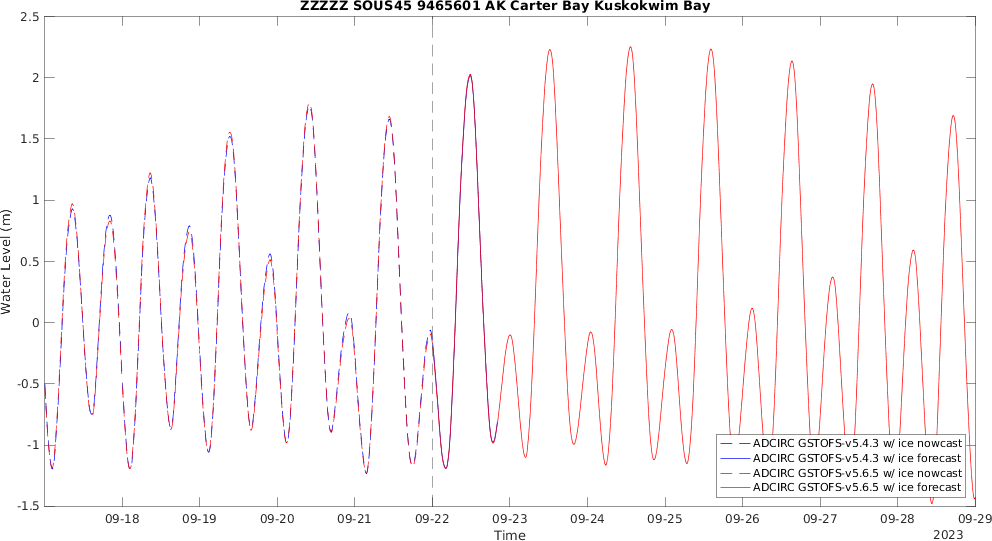 ZZZZZ SOUS45 9465601 AK Carter Bay Kuskokwim Bay
2.5
2
1.5
1
0.5
0
-0.5
-1
-1.5
Water Level (m)
ADCIRC GSTOFS-v5.4.3 w/ ice nowcast
ADCIRC GSTOFS-v5.4.3 w/ ice forecast
ADCIRC GSTOFS-v5.6.5 w/ ice nowcast
ADCIRC GSTOFS-v5.6.5 w/ ice forecast
09-18 09-19 09-20 09-21 09-22 09-23 09-24 09-25 09-26 09-27 09-28 09-29
Time
2023